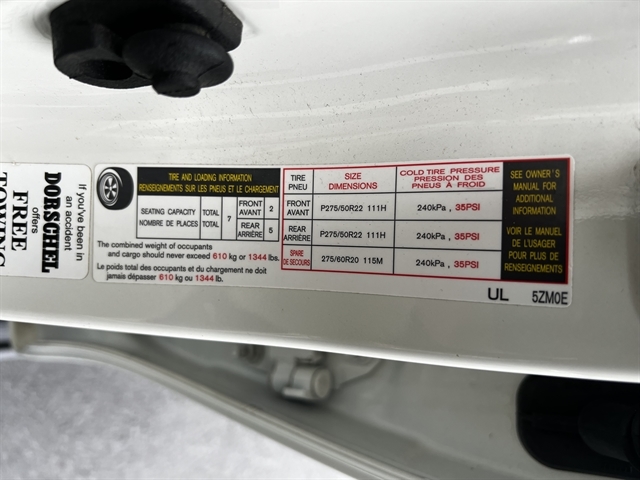 If you've been in
an accident
DORSCHEL
offers
FREE
TOWING
TIRE AND LOADING INFORMATION
RENSEIGNEMENTS SUR LES PNEUS ET LE CHARGEMENT
SEATING CAPACITY TOTAL
NOMBRE DE PLACES TOTAL
7
FRONT
AVANT
2
REAR
ARRIÈRE
5
The combined weight of occupants
and cargo should never exceed 610 kg or 1344 lbs.
Le poids total des occupants et du chargement ne doit
jamais dépasser 610 kg ou 1344 lb.
TIRE
PNEU
SIZE
DIMENSIONS
COLD TIRE PRESSURE
PRESSION DES
PNEUS À FROID
FRONT
AVANT
P275/50R22 111H
240kPa , 35PSI
REAR
ARRIÈRE
P275/50R22 111H
240kPa , 35PSI
SPARE
DE SECOURS
275/60R20 115M
240kPa , 35PSI
SEE OWNER'S
MANUAL FOR
ADDITIONAL
INFORMATION
VOIR LE MANUEL
DE L'USAGER
POUR PLUS DE
RENSEIGNEMENTS
UL 5ZM0E